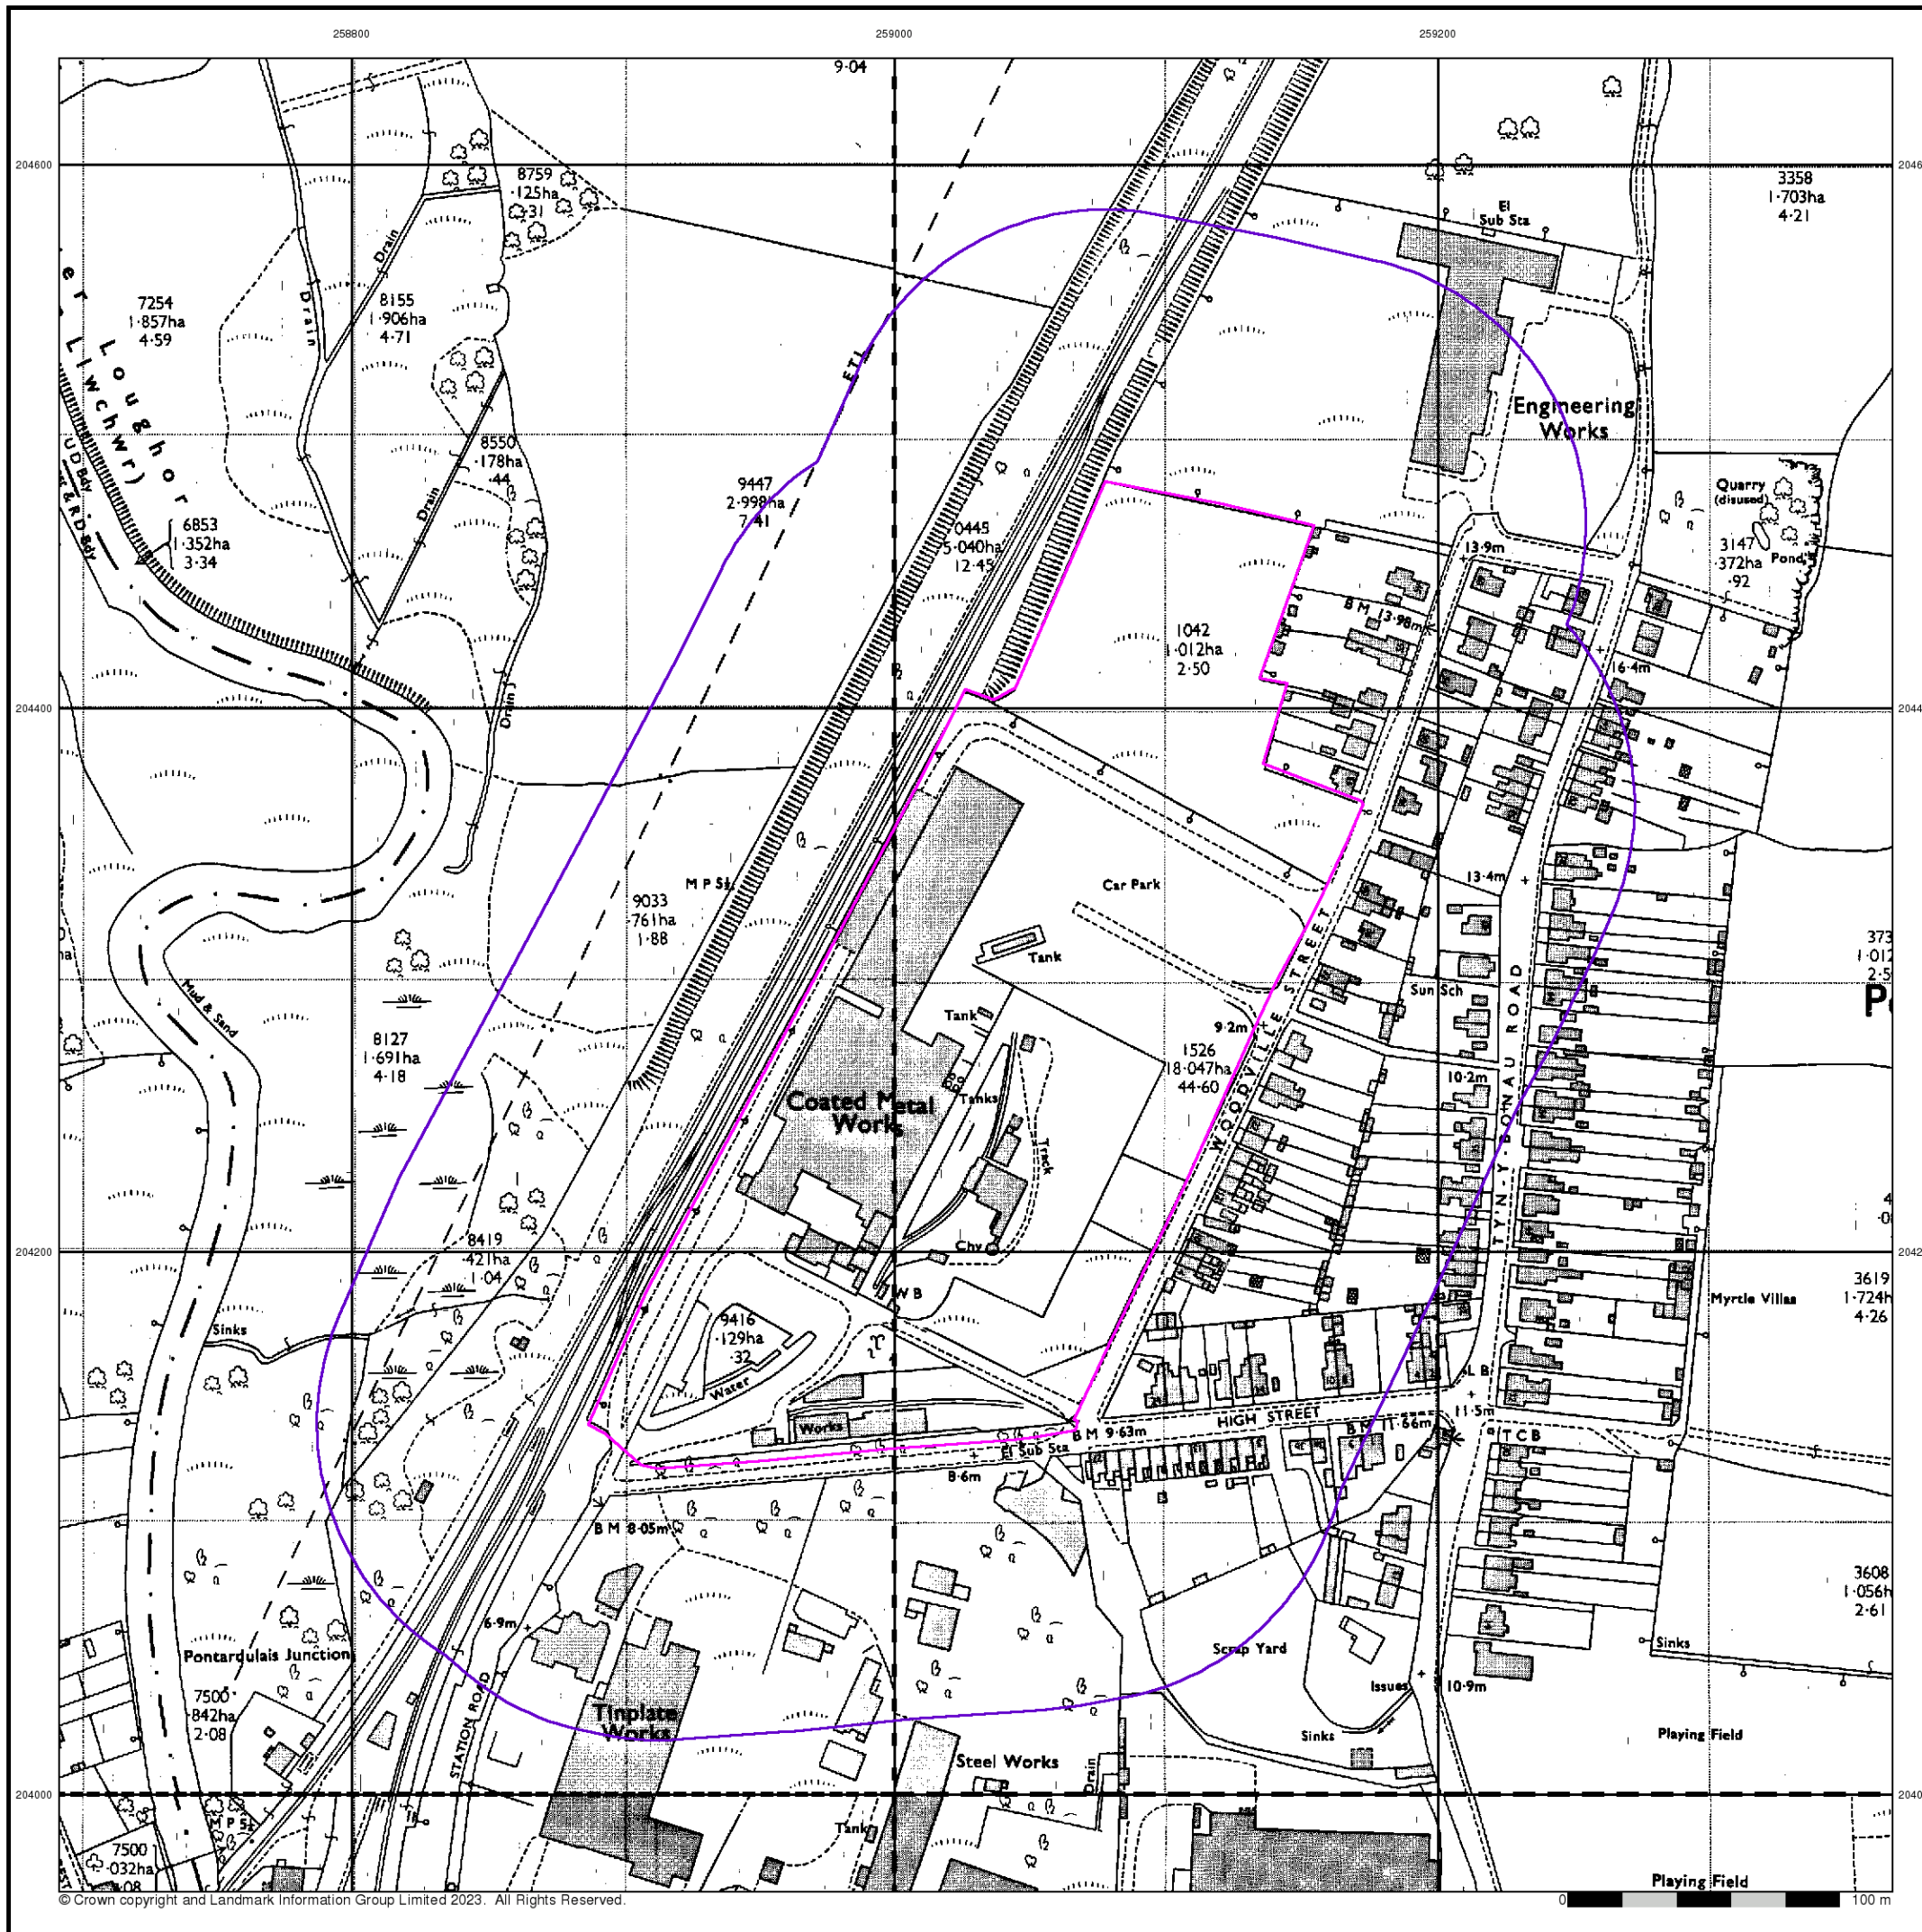 258800
259000
259200
9·04
204600
8759
·125ha
·31
El
Sub Sta
3358
1·703ha
4·21
Drain
Drain
7254
1·857ha
4·59
8155
1·906ha
4·71
Loughor
Llwchwr)
ETL
Engineering
Works
U D Bdy
& R D Bdy
8550
·178ha
·44
Drain
9447
2·998ha
7·41
Quarry
(disused)
6853
1·352ha
3·34
0445
5·040ha
12·45
13·9m
3147
·372ha
·92
Pond
B M 13·98m
1042
1·012ha
2·50
16·4m
Drain
204400
M P 5½
Car Park
13·4m
9033
·761ha
1·88
Tank
Sun Sch
Mud & Sand
Tank
9·2m
WOODVILLE STREET
TYN-Y-BONAU ROAD
8127
1·691ha
4·18
1526
18·047ha
44·60
10·2m
Coated Metal
Works
Tanks
Track
204200
8419
·421ha
1·04
Chy
W B
3619
1·724h
4·26
Myrtle Villas
Sinks
9416
·129ha
·32
Water
L B
11·5m
HIGH STREET
Works
B M 9·63m
B M 11·66m
T C B
El Sub Sta
8·6m
B M 8·05m
3608
1·056h
2·61
6·9m
Pontardulais Junction
Scrap Yard
Sinks
7500
·842ha
2·08
Issues
10·9m
Tinplate
Works
STATION ROAD
Sinks
Playing Field
Steel Works
Drain
204000
M P 5¼
Tank
7500
·032ha
·08
Playing Field
© Crown copyright and Landmark Information Group Limited 2023. All Rights Reserved.
0
100 m